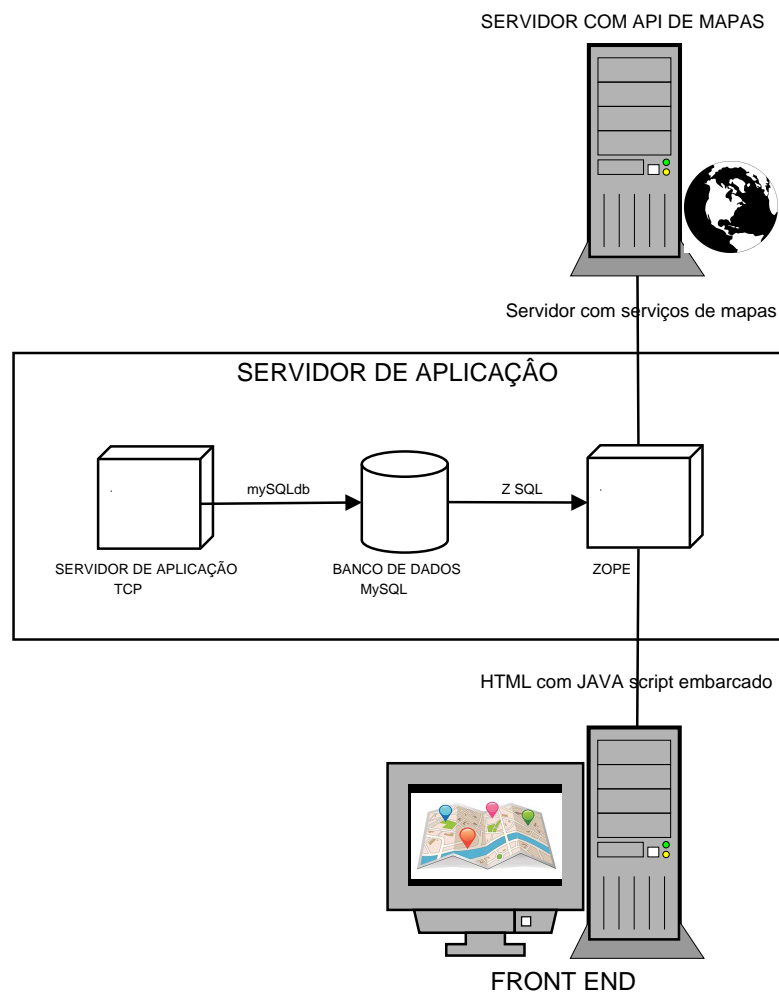 SERVIDOR COM API DE MAPAS
Servidor com serviços de mapas
SERVIDOR DE APLICAÇÂO
mySQLdb
Z SQL
SERVIDOR DE APLICAÇÃO
TCP
BANCO DE DADOS
MySQL
ZOPE
HTML com JAVA script embarcado
FRONT END